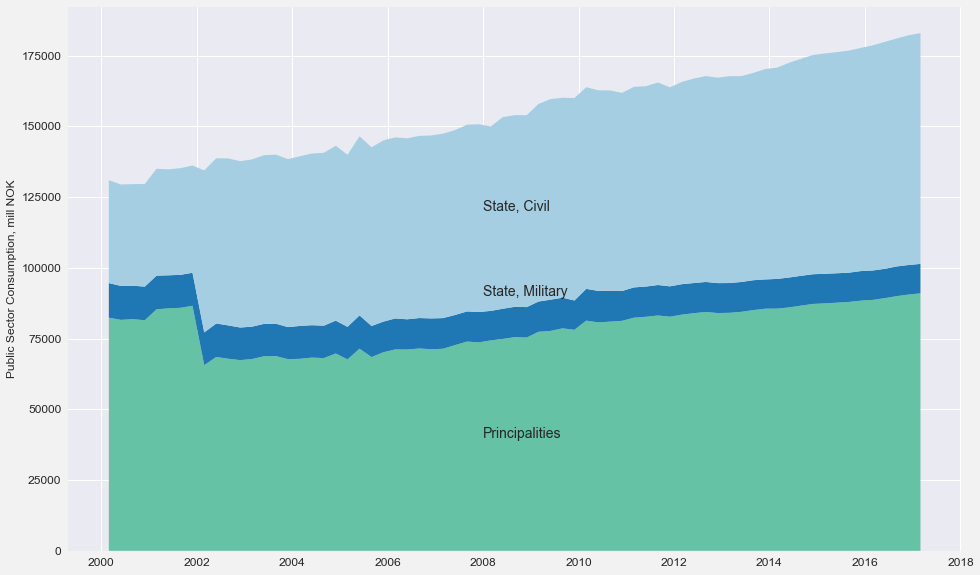 175000
150000
125000
100000
75000
50000
25000
0
Public Sector Consumption, mill NOK
State, Civil
State, Military
Principalities
2000 2002 2004 2006 2008 2010 2012 2014 2016 2018